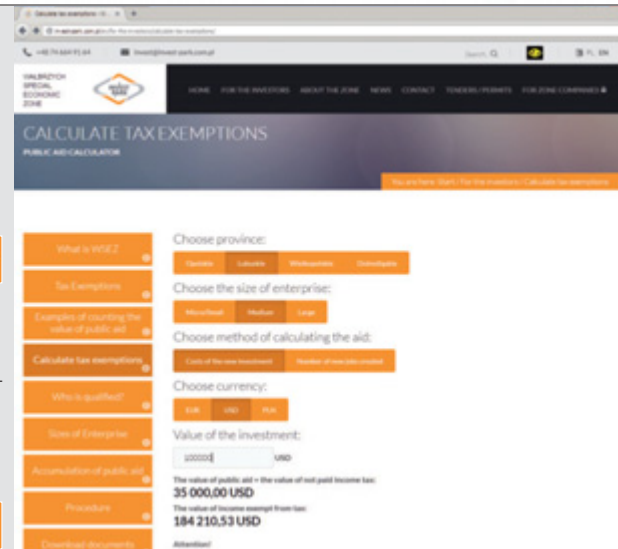 Calculate tax exemptions
+48 74 664 91 64 invest@invest-park.com.pl Search PL EN
WALBRZYCH
SPECIAL
ECONOMIC
ZONE
HOME FOR THE INVESTORS ABOUT THE ZONE NEWS CONTACT TENDERS / PERMITS FOR ZONE COMPANIES
CALCULATE TAX EXEMPTIONS
PUBLIC AID CALCULATOR
You are here: Start / For the investors / Calculate tax exemptions
What is WSEZ?
Tax Exemptions
Examples of counting the
value of public aid
Calculate tax exemptions
Who is qualified?
Sizes of Enterprise
Accumulation of public aid
Procedure
Download documents
Choose province:
Opolskie Lubuskie Wielkopolskie Dolnośląskie
Choose the size of enterprise:
Micro/Small Medium Large
Choose method of calculating the aid:
Costs of the new investment Number of new jobs created
Choose currency:
EUR USD PLN
Value of the investment:
100000 USD
The value of public aid = the value of not paid income tax:
35 000,00 USD
The value of income exempt from tax:
184 210,53 USD
Attention!